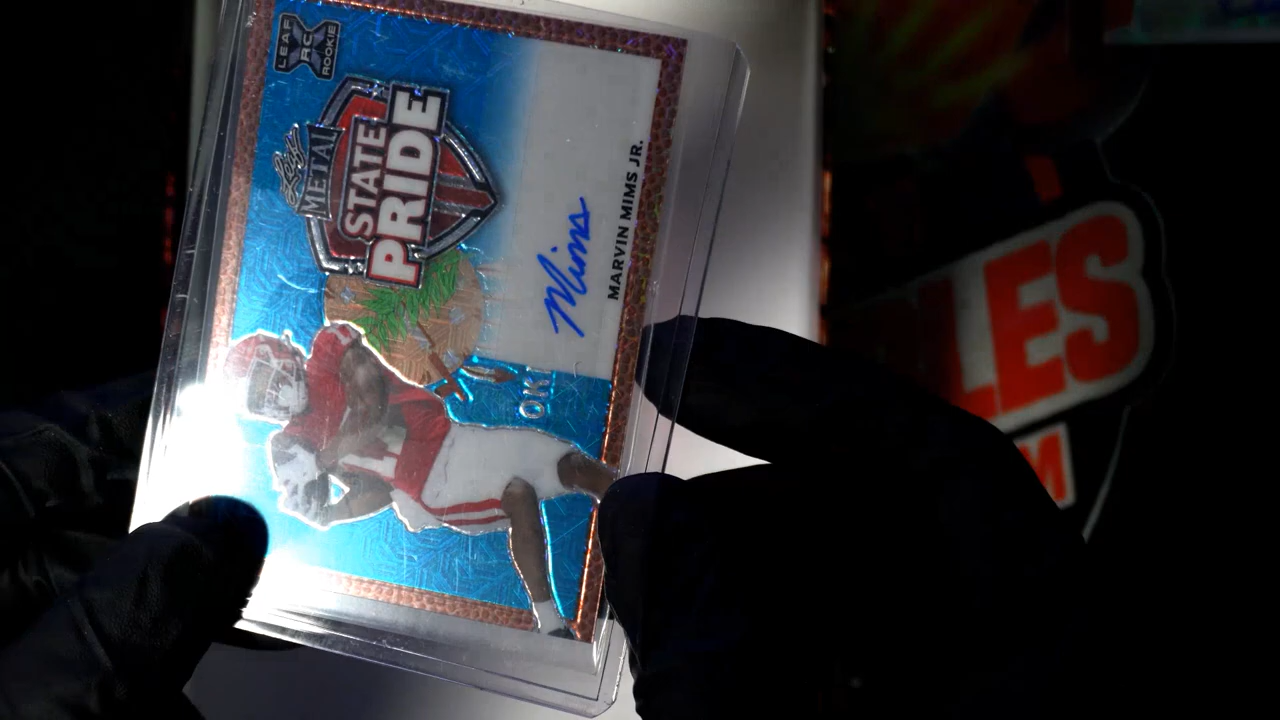 LEAF
RC
ROOKIE
Leaf
METAL
STATE
PRIDE
Mims
MARVIN MIMS JR.
OK
LES
M